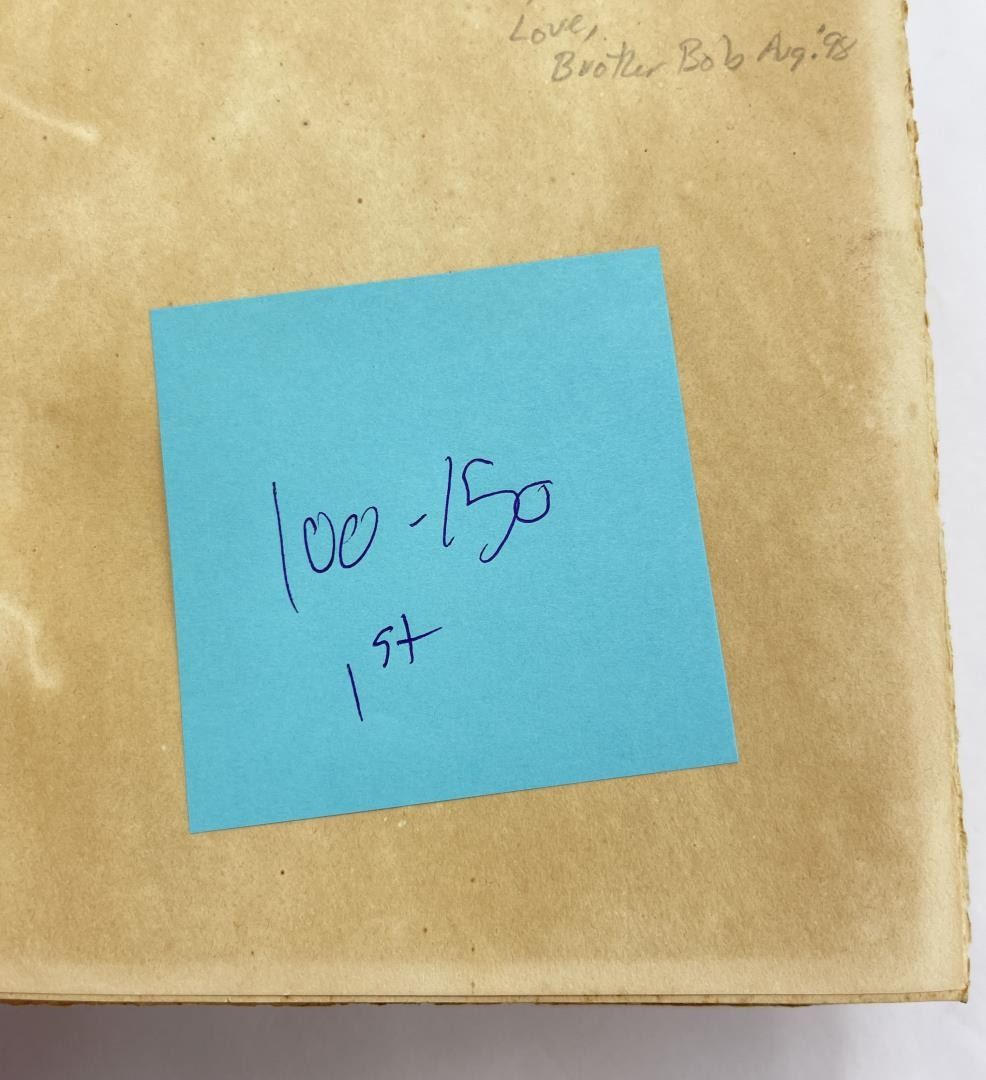 Love,
Brother Bob Aug. '98
100-150
1st